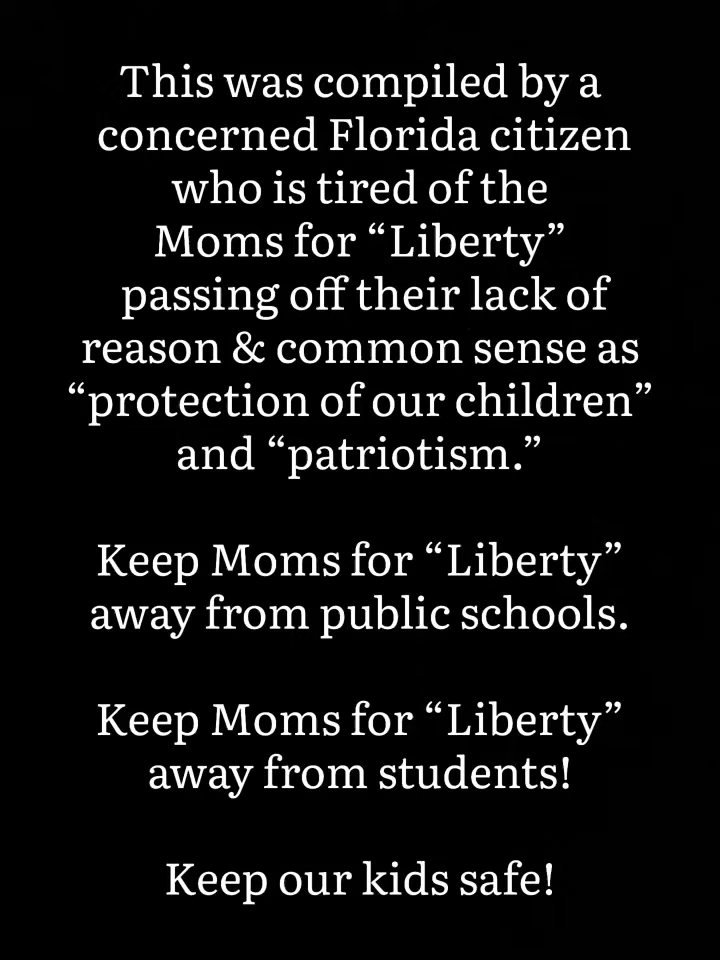 This was compiled by a
concerned Florida citizen
who is tired of the
Moms for “Liberty”
passing off their lack of
reason & common sense as
“protection of our children”
and “patriotism.”
Keep Moms for “Liberty”
away from public schools.
Keep Moms for “Liberty”
away from students!
Keep our kids safe!